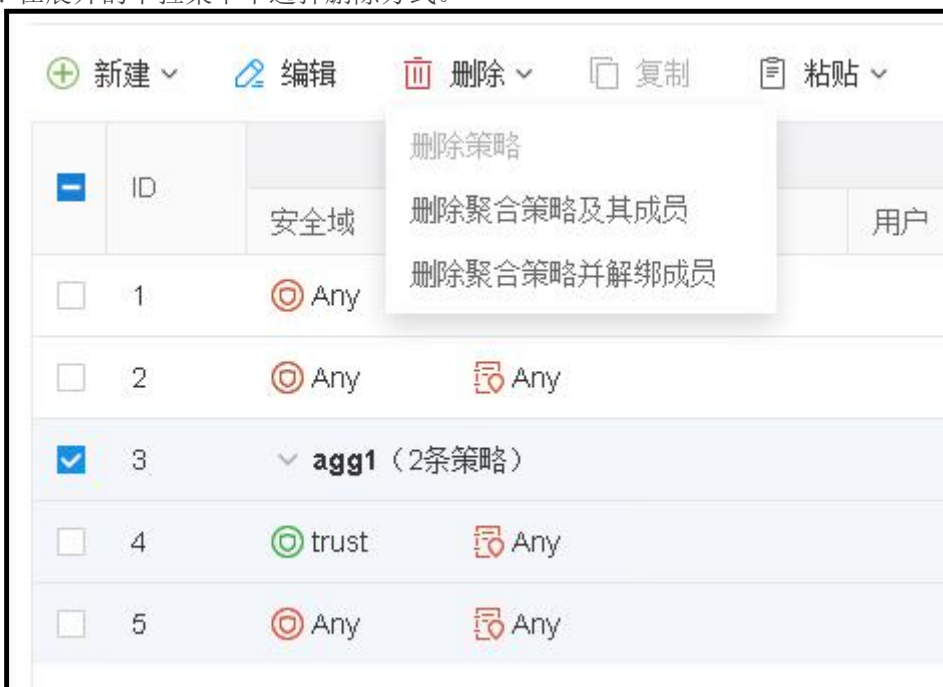 在展开的下拉菜单中选择删除方式。
新建 编辑 删除 复制 粘贴
删除策略
删除聚合策略及其成员
删除聚合策略并解绑成员
ID
安全域 用户
1 Any
2 Any Any
3 agg1（2条策略）
4 trust Any
5 Any Any